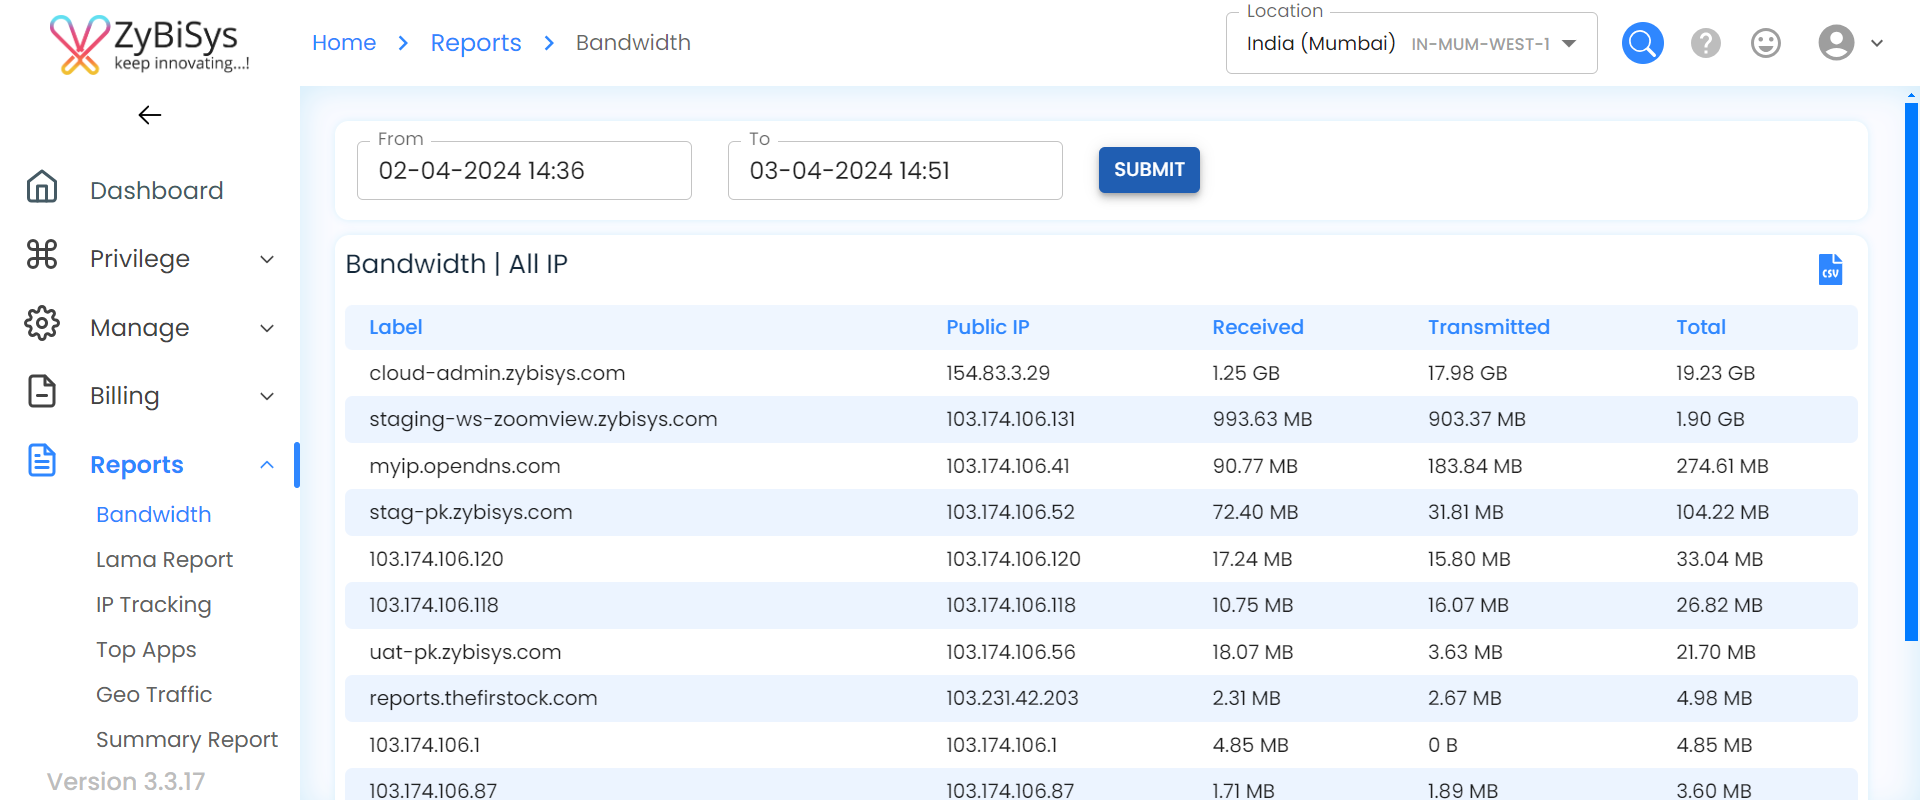 ZyBiSys
keep innovating...!
Home > Reports > Bandwidth
Location
India (Mumbai) IN-MUM-WEST-1
Dashboard
Privilege
Manage
Billing
Reports
Bandwidth
Lama Report
IP Tracking
Top Apps
Geo Traffic
Summary Report
Version 3.3.17
From
02-04-2024 14:36
To
03-04-2024 14:51
SUBMIT
Bandwidth | All IP
CSV
Label Public IP Received Transmitted Total
cloud-admin.zybisys.com 154.83.3.29 1.25 GB 17.98 GB 19.23 GB
staging-ws-zoomview.zybisys.com 103.174.106.131 993.63 MB 903.37 MB 1.90 GB
myip.opendns.com 103.174.106.41 90.77 MB 183.84 MB 274.61 MB
stag-pk.zybisys.com 103.174.106.52 72.40 MB 31.81 MB 104.22 MB
103.174.106.120 103.174.106.120 17.24 MB 15.80 MB 33.04 MB
103.174.106.118 103.174.106.118 10.75 MB 16.07 MB 26.82 MB
uat-pk.zybisys.com 103.174.106.56 18.07 MB 3.63 MB 21.70 MB
reports.thefirstock.com 103.231.42.203 2.31 MB 2.67 MB 4.98 MB
103.174.106.1 103.174.106.1 4.85 MB 0 B 4.85 MB
103.174.106.87 103.174.106.87 1.71 MB 1.89 MB 3.60 MB